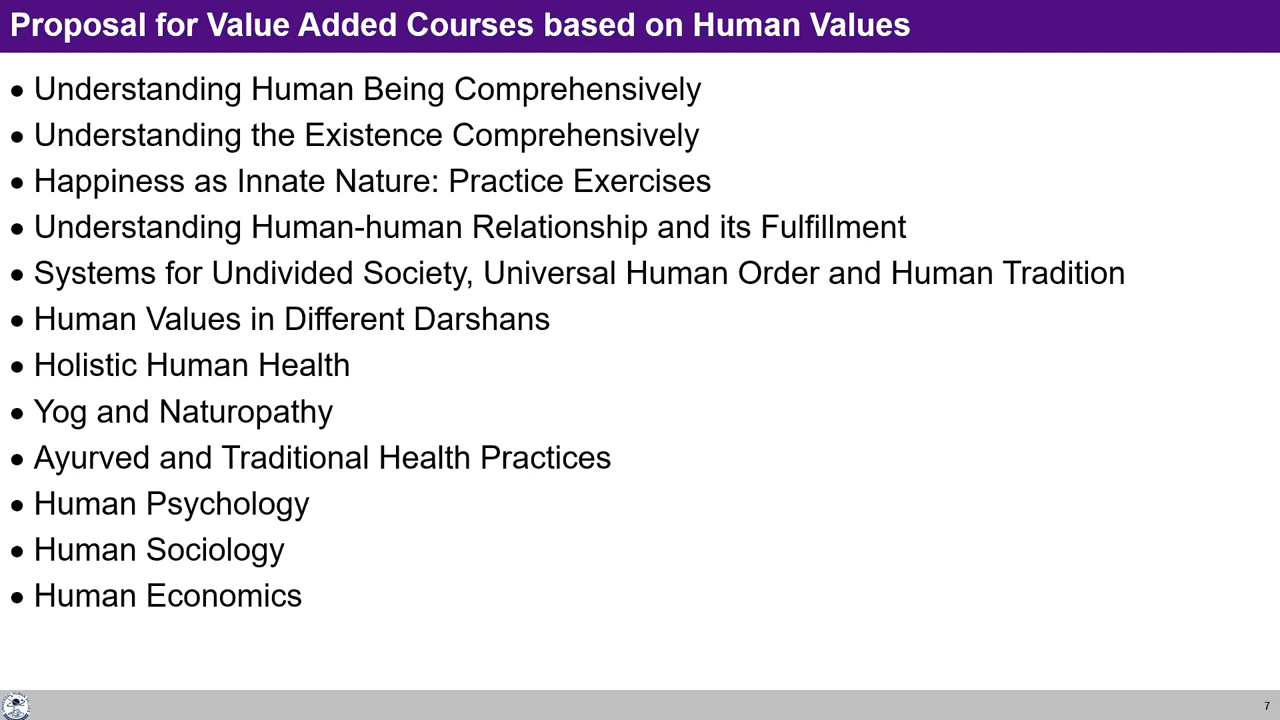 Proposal for Value Added Courses based on Human Values
• Understanding Human Being Comprehensively
• Understanding the Existence Comprehensively
• Happiness as Innate Nature: Practice Exercises
• Understanding Human-human Relationship and its Fulfillment
• Systems for Undivided Society, Universal Human Order and Human Tradition
• Human Values in Different Darshans
• Holistic Human Health
• Yog and Naturopathy
• Ayurved and Traditional Health Practices
• Human Psychology
• Human Sociology
• Human Economics
7